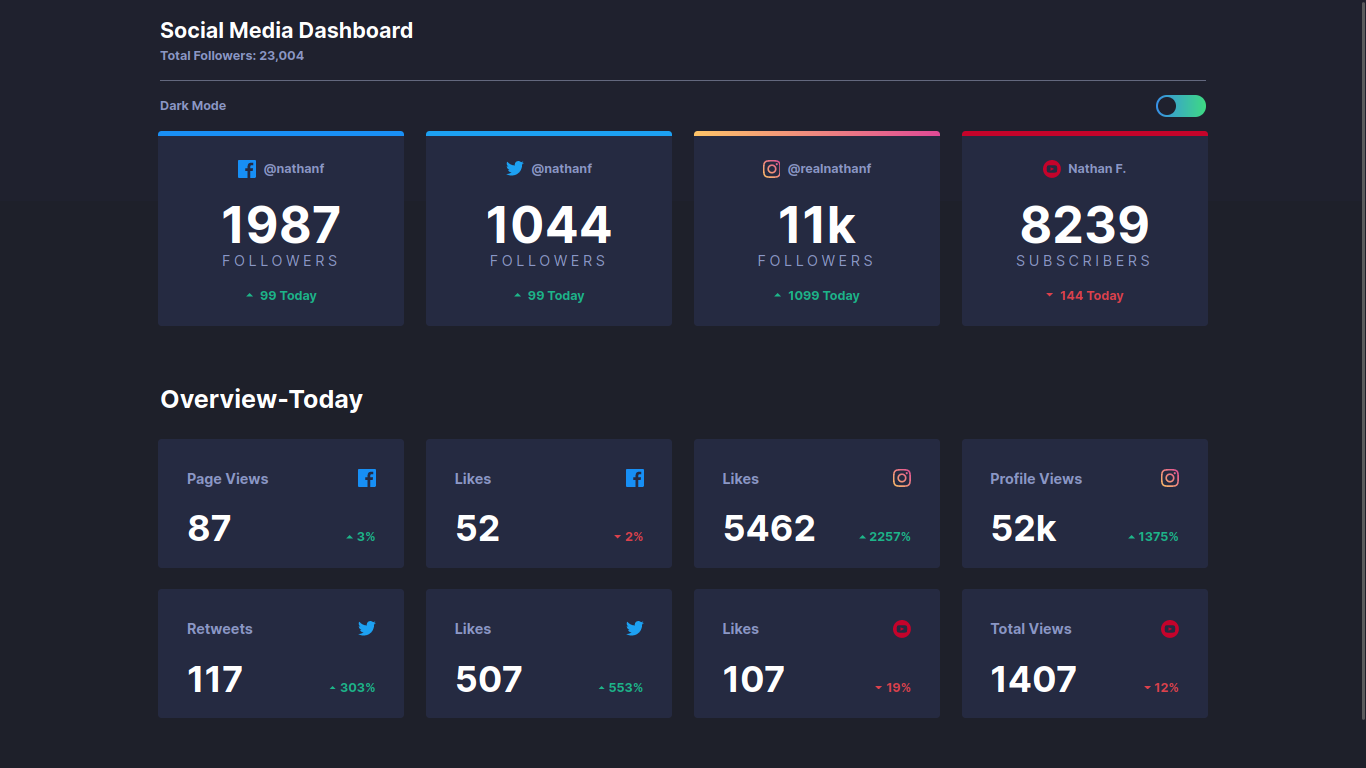 Social Media Dashboard
Total Followers: 23,004
Dark Mode
@nathanf
1987
FOLLOWERS
99 Today
@nathanf
1044
FOLLOWERS
99 Today
@realnathanf
11k
FOLLOWERS
1099 Today
Nathan F.
8239
SUBSCRIBERS
144 Today
Overview-Today
Page Views
87
3%
Likes
52
2%
Likes
5462
2257%
Profile Views
52k
1375%
Retweets
117
303%
Likes
507
553%
Likes
107
19%
Total Views
1407
12%